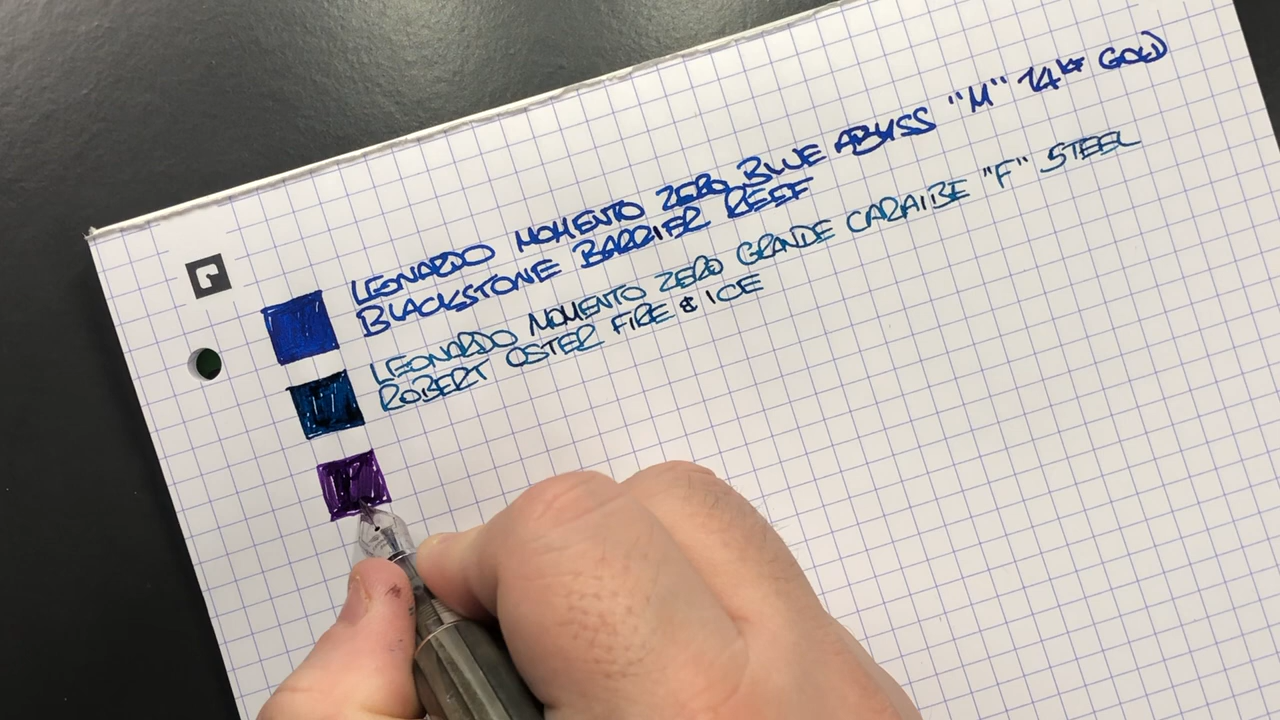 LEONARDO MOMENTO ZERO BLUE ABYSS "M" 14kt GOLD
BLACKSTONE BARRIER REEF
LEONARDO MOMENTO ZERO GRANDE CARAIBE "F" STEEL
ROBERT OSTER FIRE & ICE